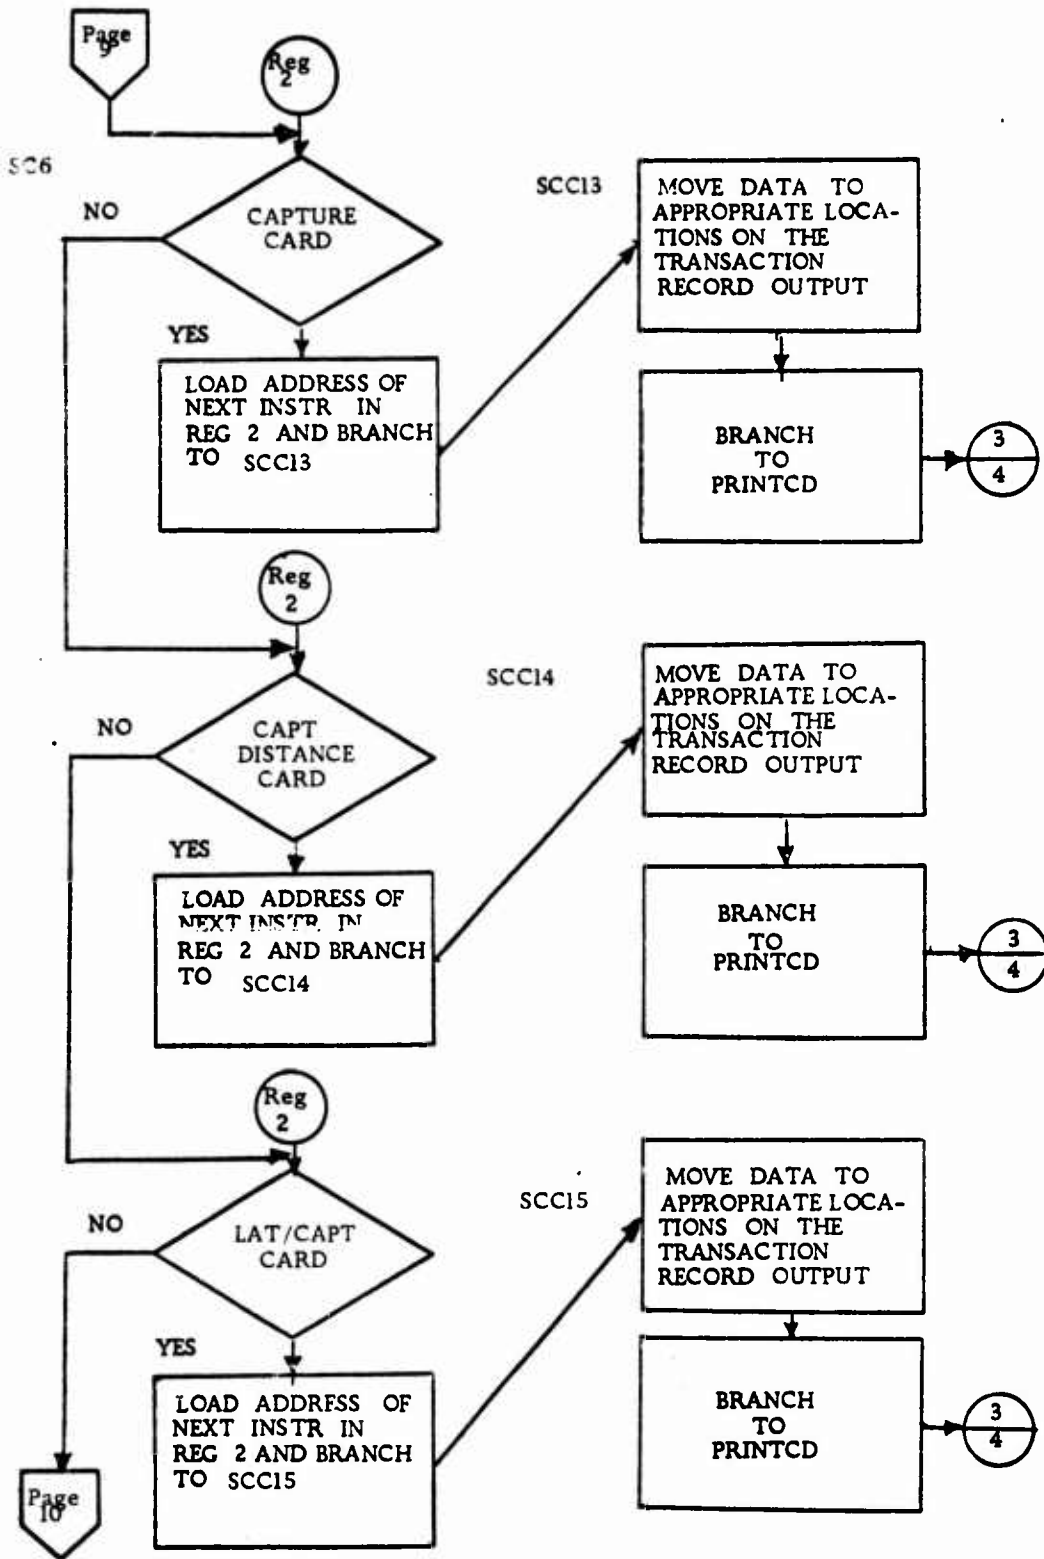 Page
9
Reg
2
SC6
NO
CAPTURE
CARD
YES
LOAD ADDRESS OF
NEXT INSTR IN
REG 2 AND BRANCH
TO SCC13
SCC13
MOVE DATA TO
APPROPRIATE LOCA-
TIONS ON THE
TRANSACTION
RECORD OUTPUT
BRANCH
TO
PRINTCD
3
4
Reg
2
NO
CAPT
DISTANCE
CARD
YES
LOAD ADDRESS OF
NEXT INSTR IN
REG 2 AND BRANCH
TO SCC14
SCC14
MOVE DATA TO
APPROPRIATE LOCA-
TIONS ON THE
TRANSACTION
RECORD OUTPUT
BRANCH
TO
PRINTCD
3
4
Reg
2
NO
LAT/CAPT
CARD
YES
LOAD ADDRESS OF
NEXT INSTR IN
REG 2 AND BRANCH
TO SCC15
SCC15
MOVE DATA TO
APPROPRIATE LOCA-
TIONS ON THE
TRANSACTION
RECORD OUTPUT
BRANCH
TO
PRINTCD
3
4
Page
10